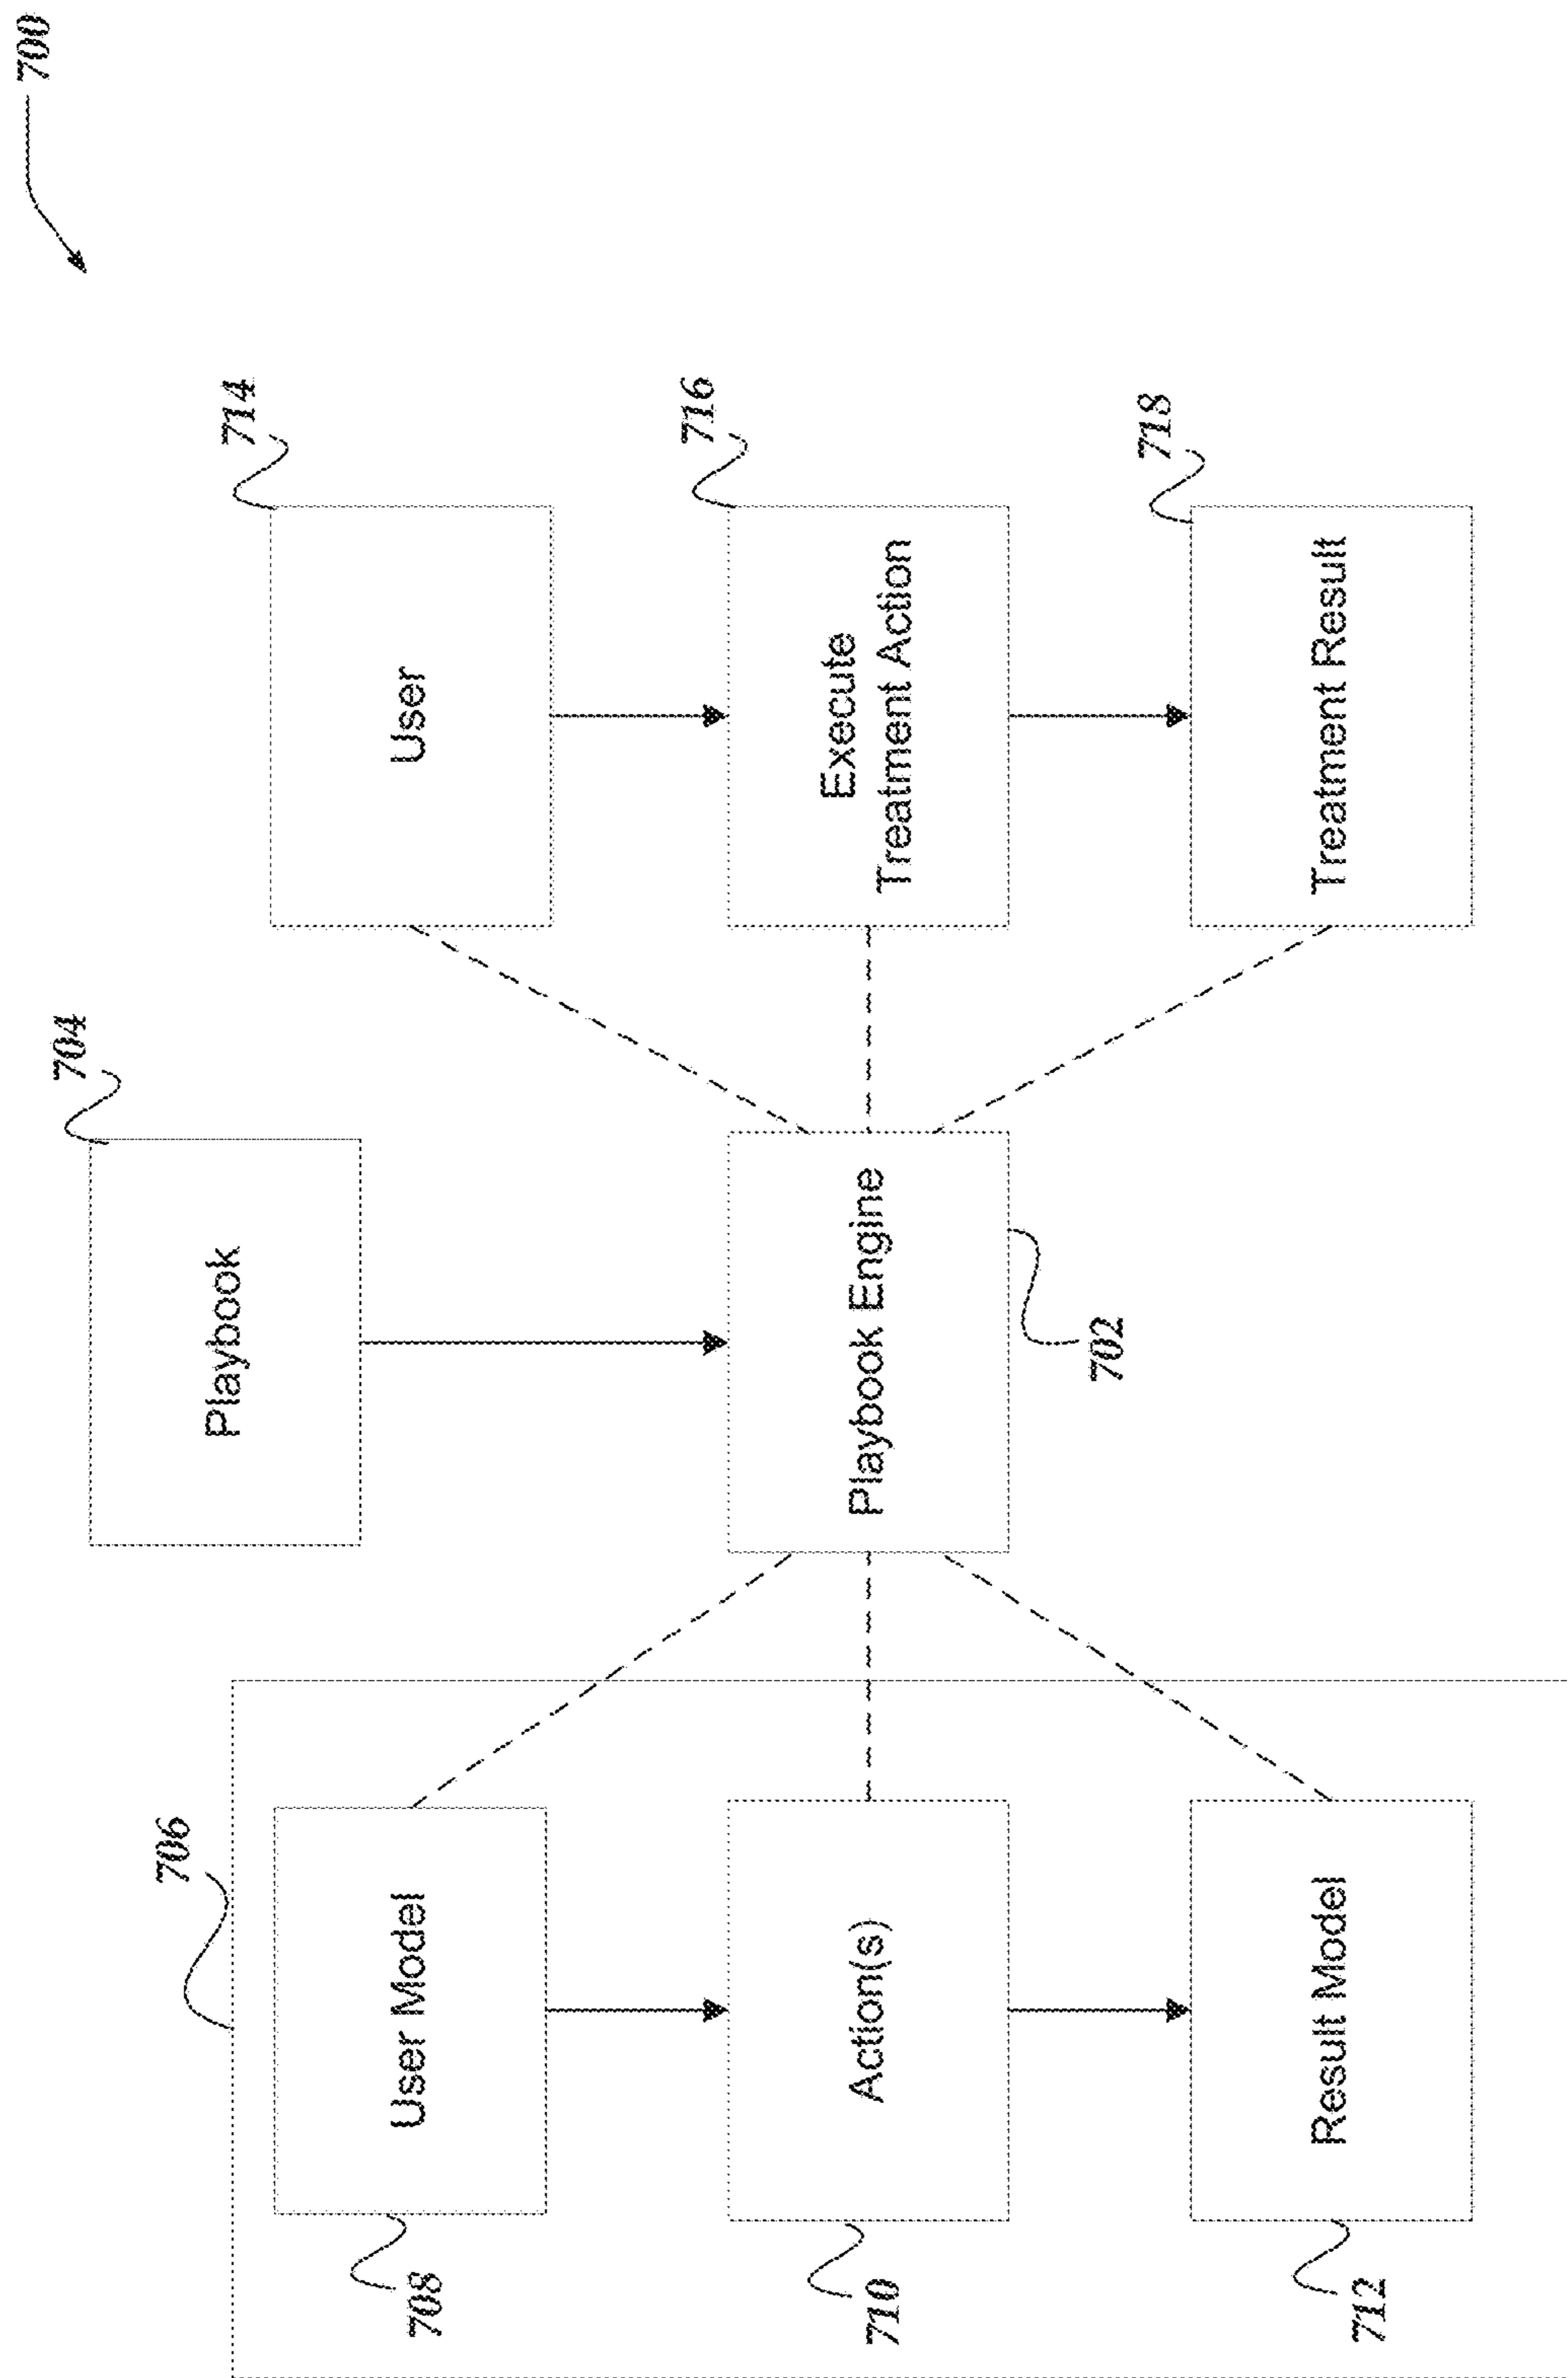 700
704
Playbook
706
User Model
708
714
User
Action(s)
710
Playbook Engine
702
716
Execute
Treatment Action
Result Model
712
718
Treatment Result